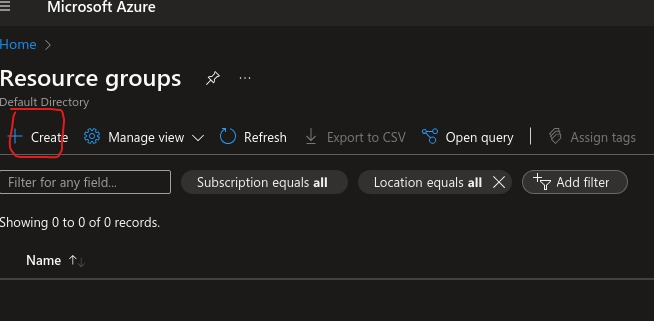 Microsoft Azure
Home
Resource groups
Default Directory
Create Manage view Refresh Export to CSV Open query Assign tags
Filter for any field... Subscription equals all Location equals all Add filter
Showing 0 to 0 of 0 records.
Name